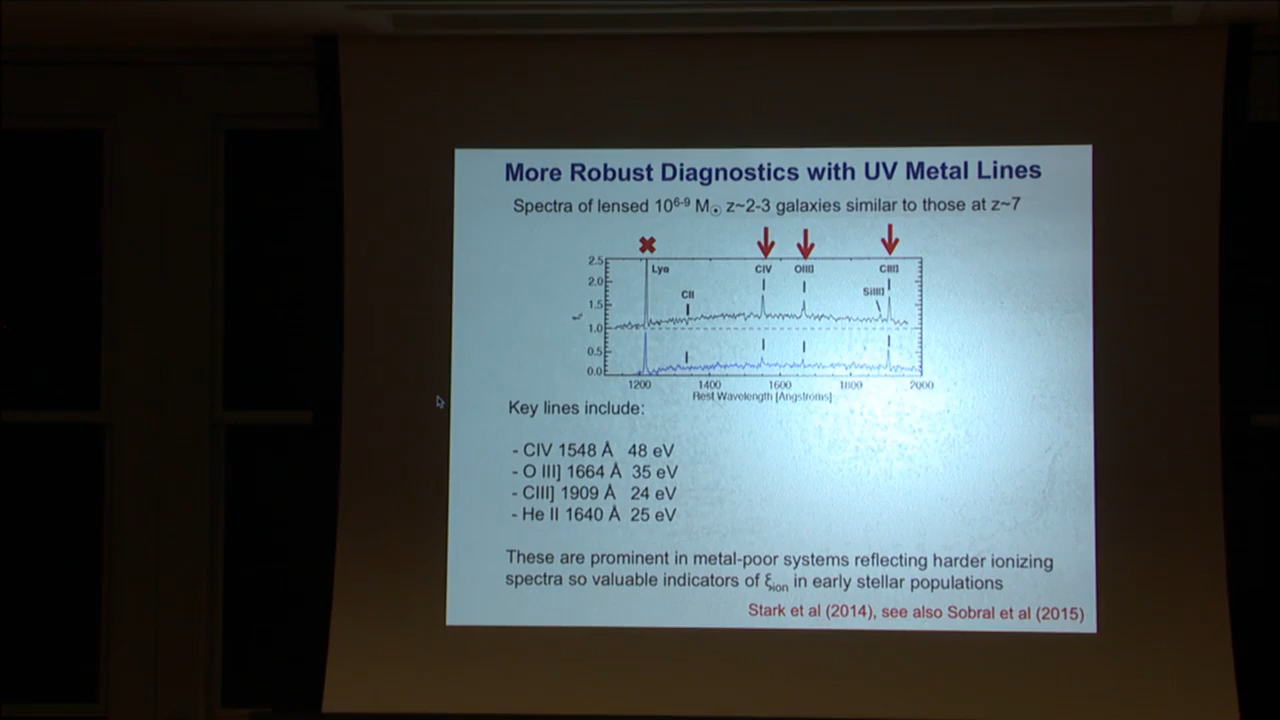 More Robust Diagnostics with UV Metal Lines
Spectra of lensed 10⁶⁻⁹ M☉ z~2-3 galaxies similar to those at z~7
Lyα
CIV
OIII]
CIII]
CII
SiIII]
2.5
2.0
1.5
1.0
0.5
0.0
1200 1400 1600 1800 2000
Rest Wavelength [Angstroms]
Key lines include:
- CIV 1548 Å 48 eV
- O III] 1664 Å 35 eV
- CIII] 1909 Å 24 eV
- He II 1640 Å 25 eV
These are prominent in metal-poor systems reflecting harder ionizing
spectra so valuable indicators of ξion in early stellar populations
Stark et al (2014), see also Sobral et al (2015)